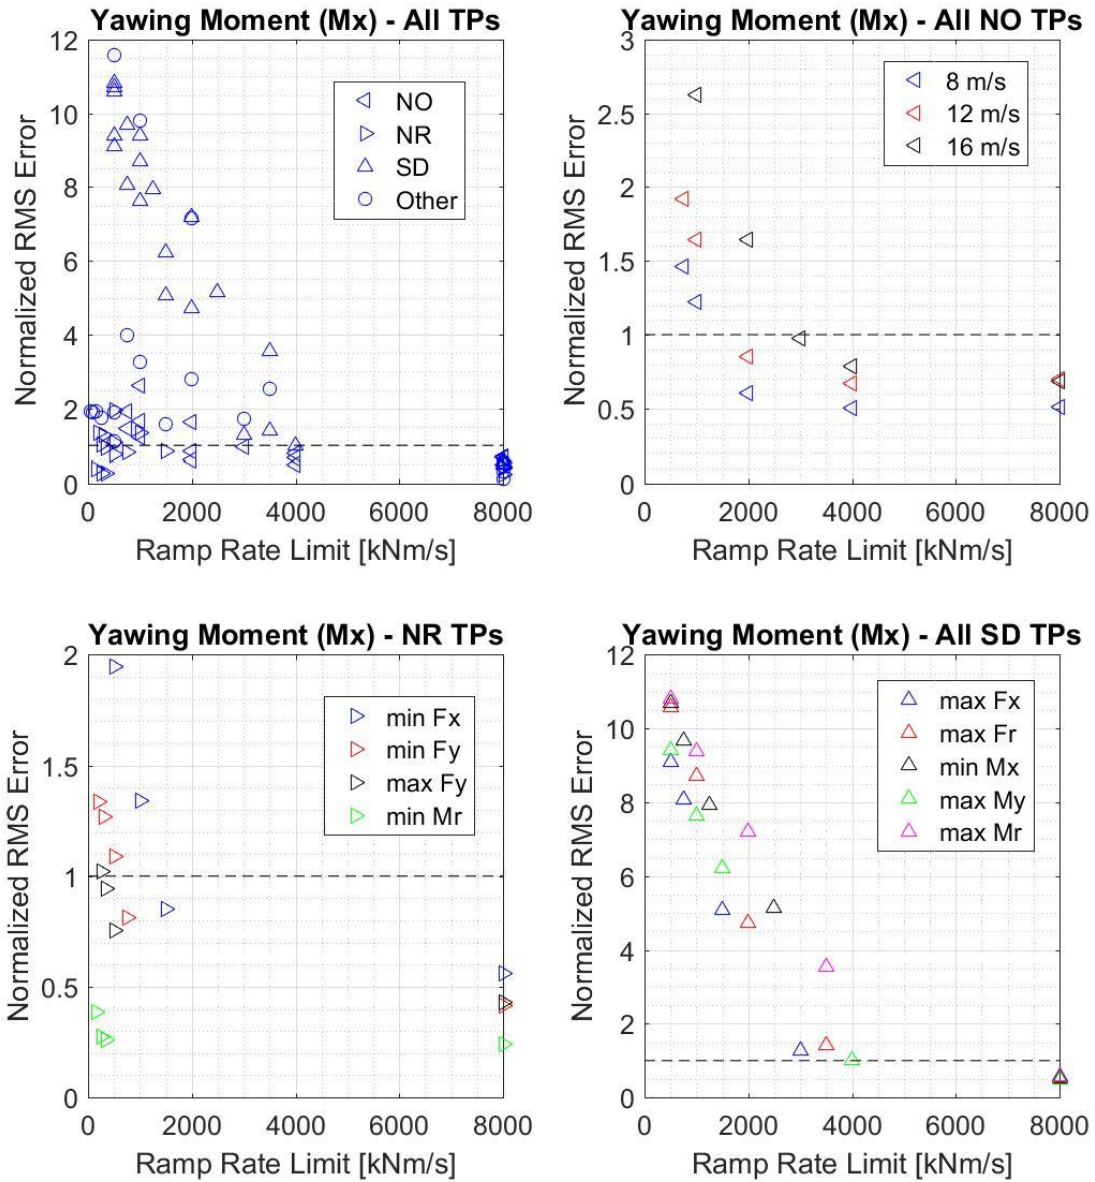 Yawing Moment (Mx) - All TPs
12
10
8
6
4
2
0
Normalized RMS Error
NO
NR
SD
Other
0 2000 4000 6000 8000
Ramp Rate Limit [kNm/s]
Yawing Moment (Mx) - All NO TPs
3
2.5
2
1.5
1
0.5
0
Normalized RMS Error
8 m/s
12 m/s
16 m/s
0 2000 4000 6000 8000
Ramp Rate Limit [kNm/s]
Yawing Moment (Mx) - NR TPs
2
1.5
1
0.5
0
Normalized RMS Error
min Fx
min Fy
max Fy
min Mr
0 2000 4000 6000 8000
Ramp Rate Limit [kNm/s]
Yawing Moment (Mx) - All SD TPs
12
10
8
6
4
2
0
Normalized RMS Error
max Fx
max Fr
min Mx
max My
max Mr
0 2000 4000 6000 8000
Ramp Rate Limit [kNm/s]